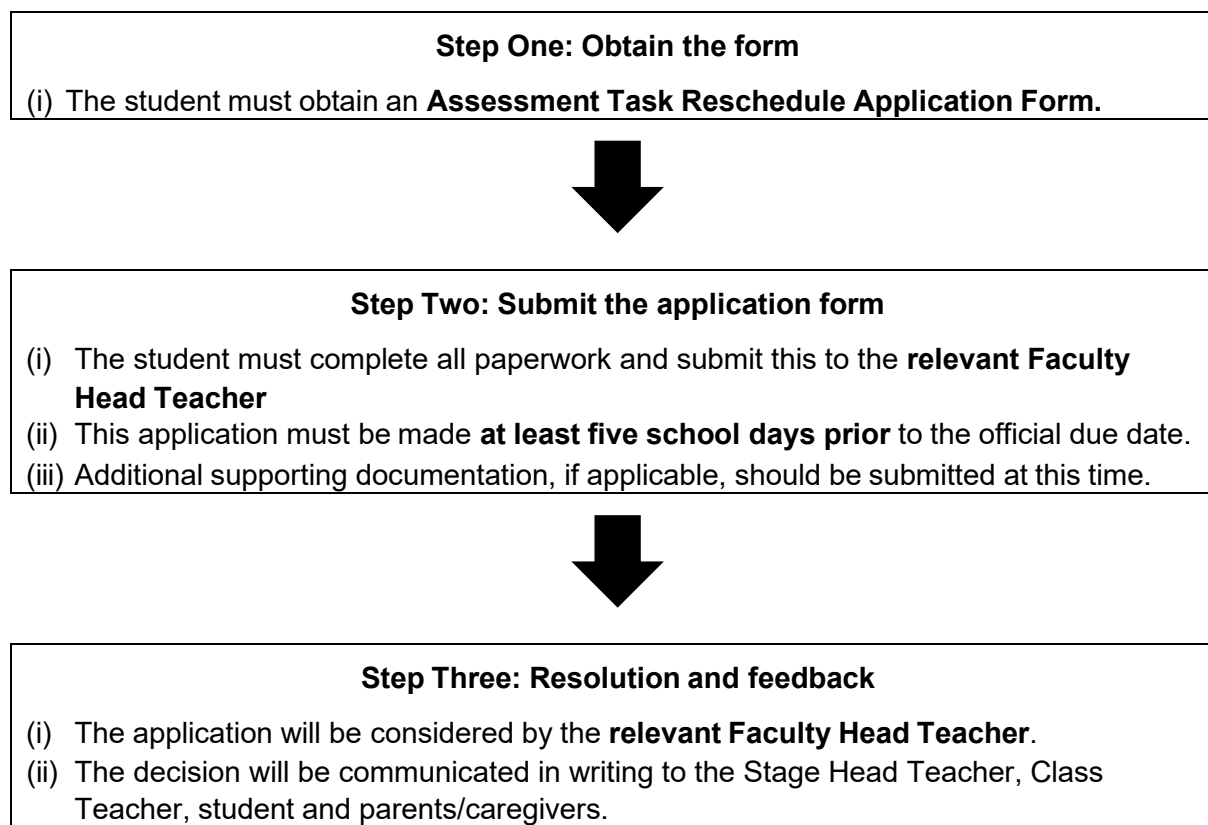 Step One: Obtain the form
(i) The student must obtain an Assessment Task Reschedule Application Form.
Step Two: Submit the application form
(i) The student must complete all paperwork and submit this to the relevant Faculty
Head Teacher
(ii) This application must be made at least five school days prior to the official due date.
(iii) Additional supporting documentation, if applicable, should be submitted at this time.
Step Three: Resolution and feedback
(i) The application will be considered by the relevant Faculty Head Teacher.
(ii) The decision will be communicated in writing to the Stage Head Teacher, Class
Teacher, student and parents/caregivers.